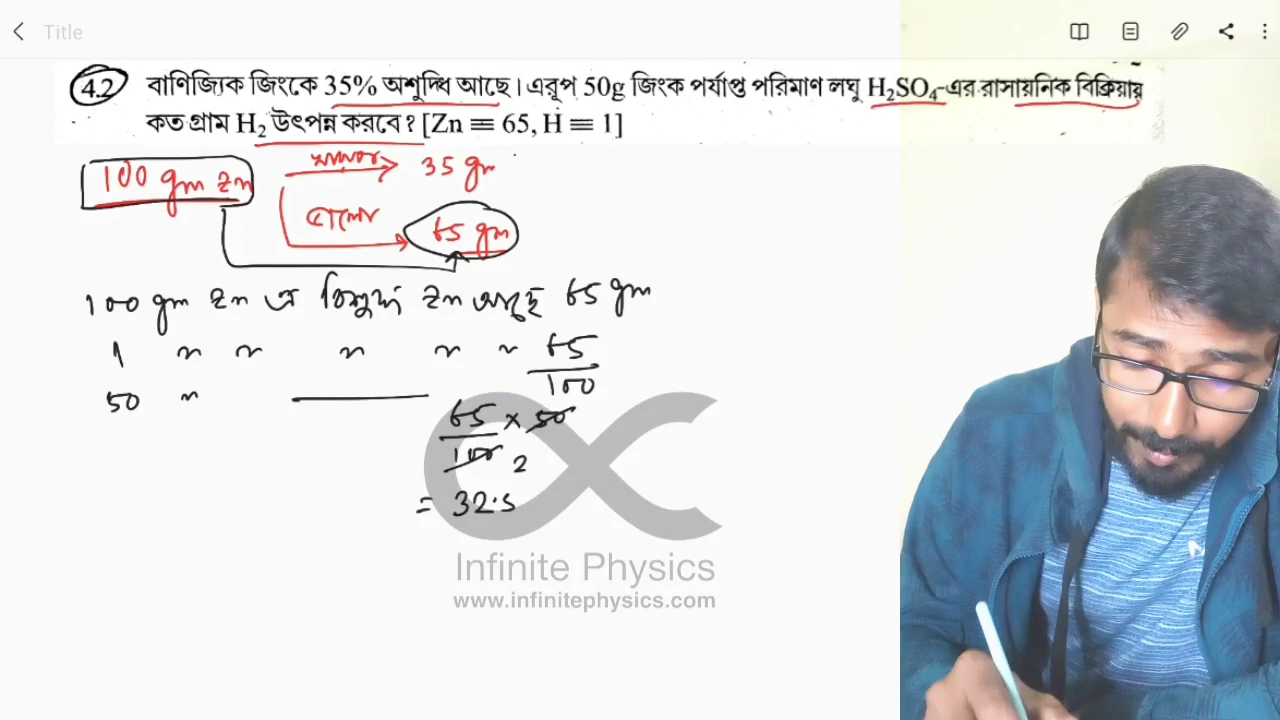 Title
4.2 বাণিজ্যিক জিংকে 35% অশুদ্ধি আছে। এরূপ 50g জিংক পর্যাপ্ত পরিমাণ লঘু H₂SO₄-এর রাসায়নিক বিক্রিয়ায়
কত গ্রাম H₂ উৎপন্ন করবে? [Zn ≡ 65, H ≡ 1]
100 gm Zn
35 gm
ভালো
65 gm
100 gm Zn এ বিশুদ্ধ Zn আছে 65 gm
1 " " " " " 65/100
50 "
65/100 × 50
2
= 32.5
Infinite Physics
www.infinitephysics.com